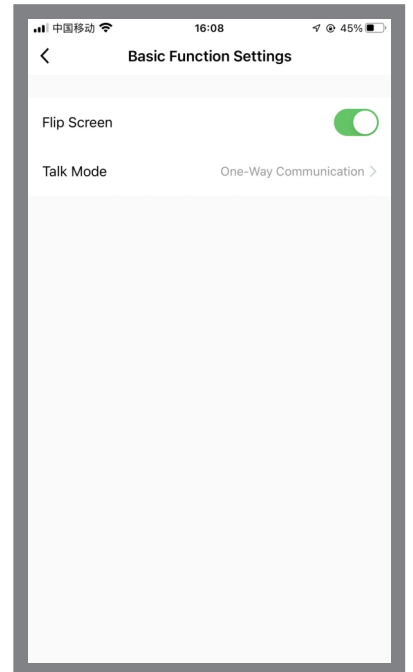 中国移动 16:08 45%
Basic Function Settings
Flip Screen
Talk Mode One-Way Communication